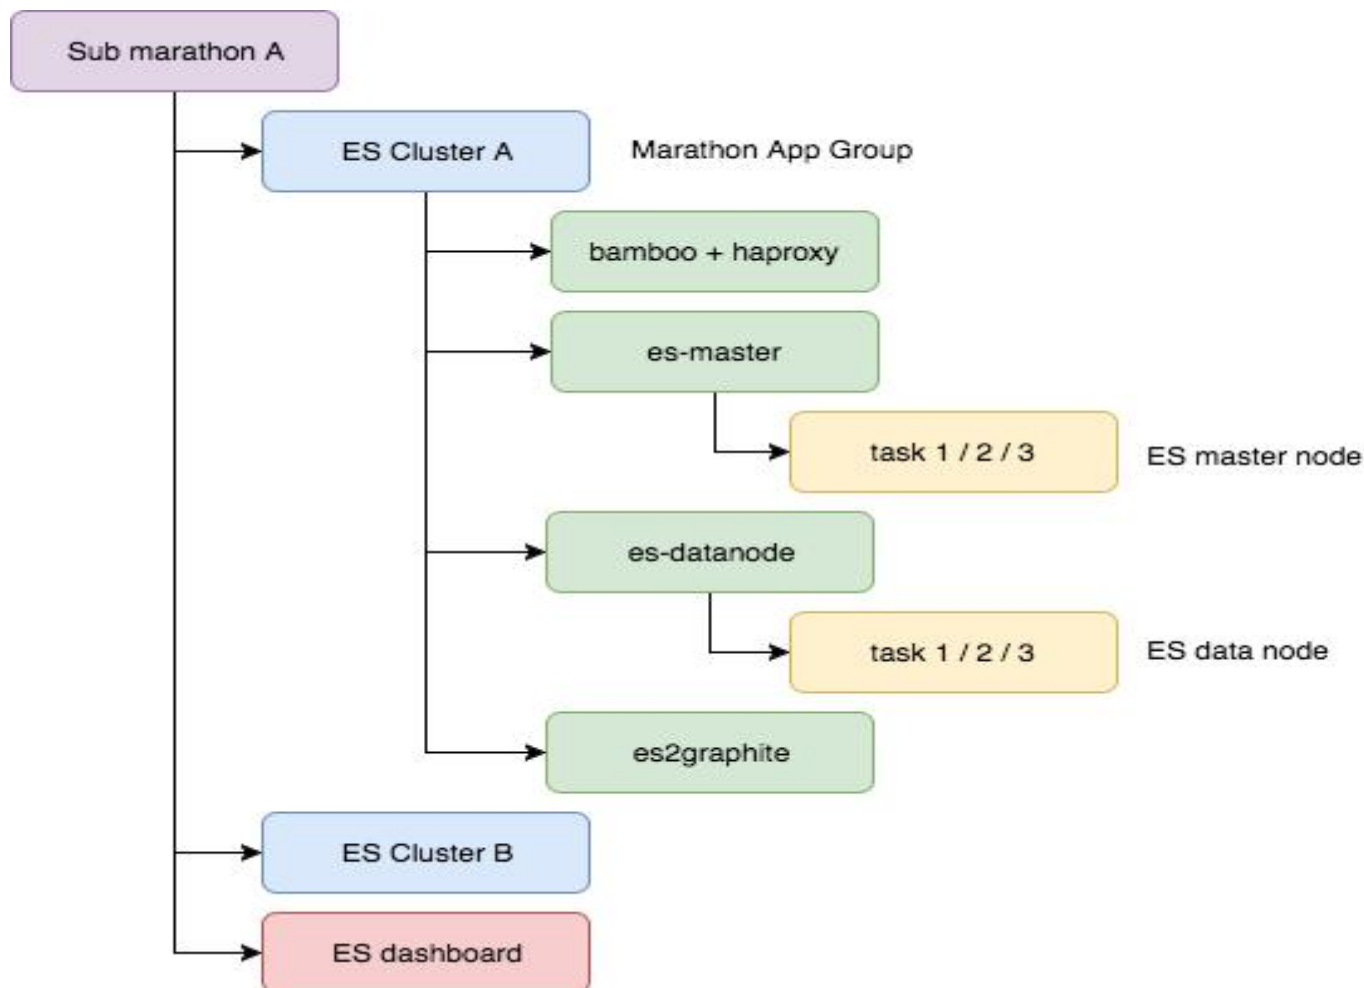 Sub marathon A
ES Cluster A
Marathon App Group
bamboo + haproxy
es-master
task 1 / 2 / 3
ES master node
es-datanode
task 1 / 2 / 3
ES data node
es2graphite
ES Cluster B
ES dashboard